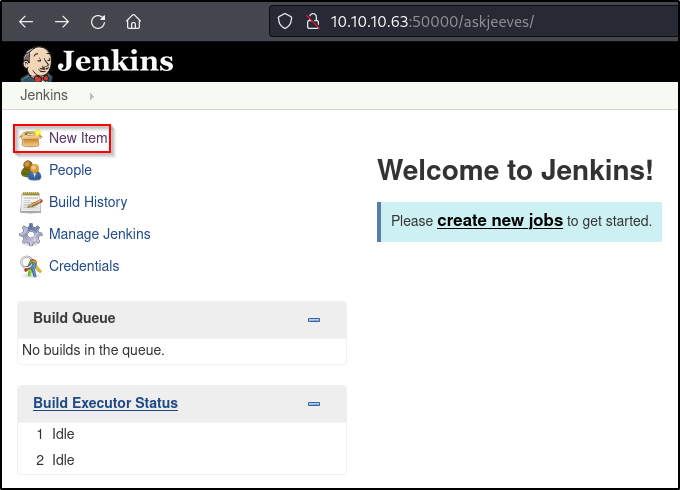 10.10.10.63:50000/askjeeves/
Jenkins
Jenkins
New Item
People
Build History
Manage Jenkins
Credentials
Welcome to Jenkins!
Please create new jobs to get started.
Build Queue
No builds in the queue.
Build Executor Status
1 Idle
2 Idle